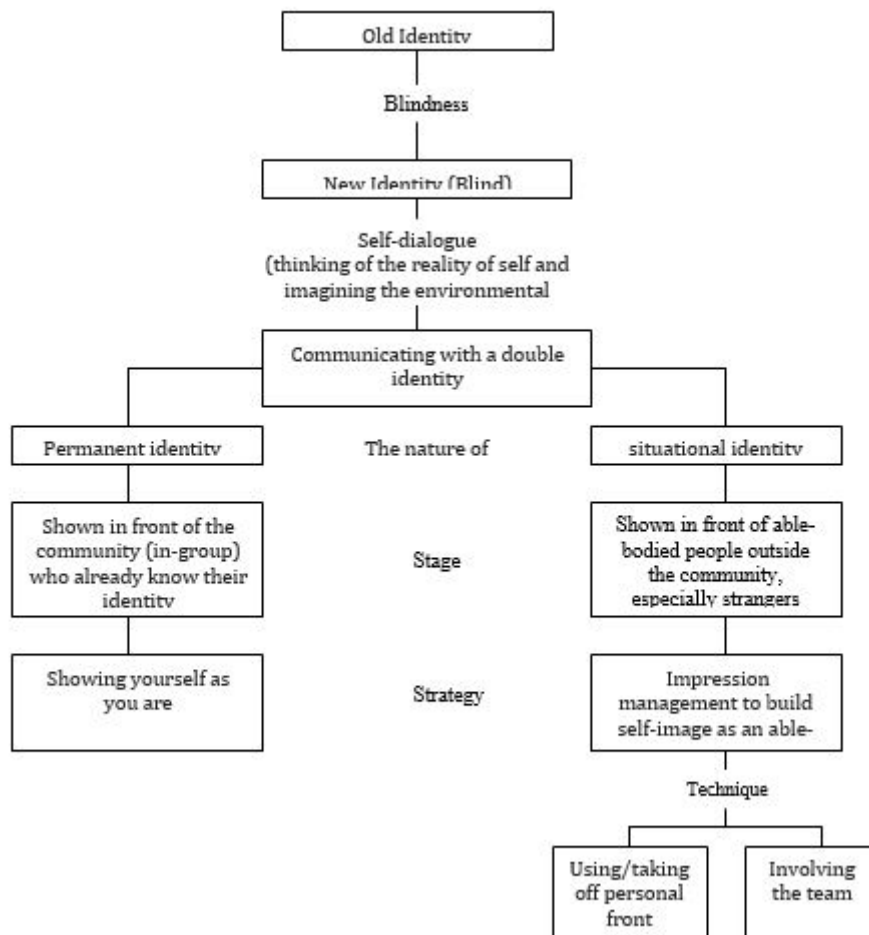 Old Identity
Blindness
New Identity (Blind)
Self-dialogue
(thinking of the reality of self and
imagining the environmental
Communicating with a double
identity
Permanent identity
The nature of
situational identity
Shown in front of the
community (in-group)
who already know their
identity
Stage
Shown in front of able-
bodied people outside
the community,
especially strangers
Showing yourself as
you are
Strategy
Impression
management to build
self-image as an able-
Technique
Using/taking
off personal
front
Involving
the team